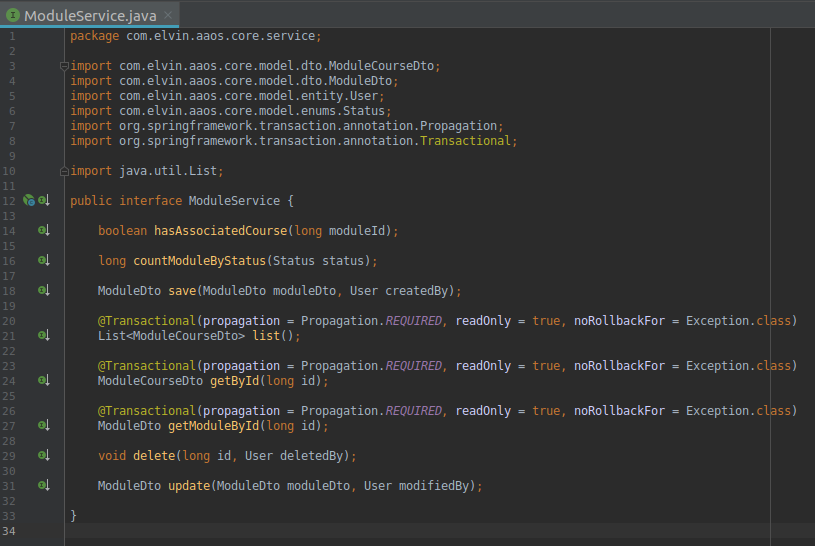 ModuleService.java
1 package com.elvin.aaos.core.service;
2
3 import com.elvin.aaos.core.model.dto.ModuleCourseDto;
4 import com.elvin.aaos.core.model.dto.ModuleDto;
5 import com.elvin.aaos.core.model.entity.User;
6 import com.elvin.aaos.core.model.enums.Status;
7 import org.springframework.transaction.annotation.Propagation;
8 import org.springframework.transaction.annotation.Transactional;
9
10 import java.util.List;
11
12 public interface ModuleService {
13
14 boolean hasAssociatedCourse(long moduleId);
15
16 long countModuleByStatus(Status status);
17
18 ModuleDto save(ModuleDto moduleDto, User createdBy);
19
20 @Transactional(propagation = Propagation.REQUIRED, readOnly = true, noRollbackFor = Exception.class)
21 List<ModuleCourseDto> list();
22
23 @Transactional(propagation = Propagation.REQUIRED, readOnly = true, noRollbackFor = Exception.class)
24 ModuleCourseDto getById(long id);
25
26 @Transactional(propagation = Propagation.REQUIRED, readOnly = true, noRollbackFor = Exception.class)
27 ModuleDto getModuleById(long id);
28
29 void delete(long id, User deletedBy);
30
31 ModuleDto update(ModuleDto moduleDto, User modifiedBy);
32
33 }
34